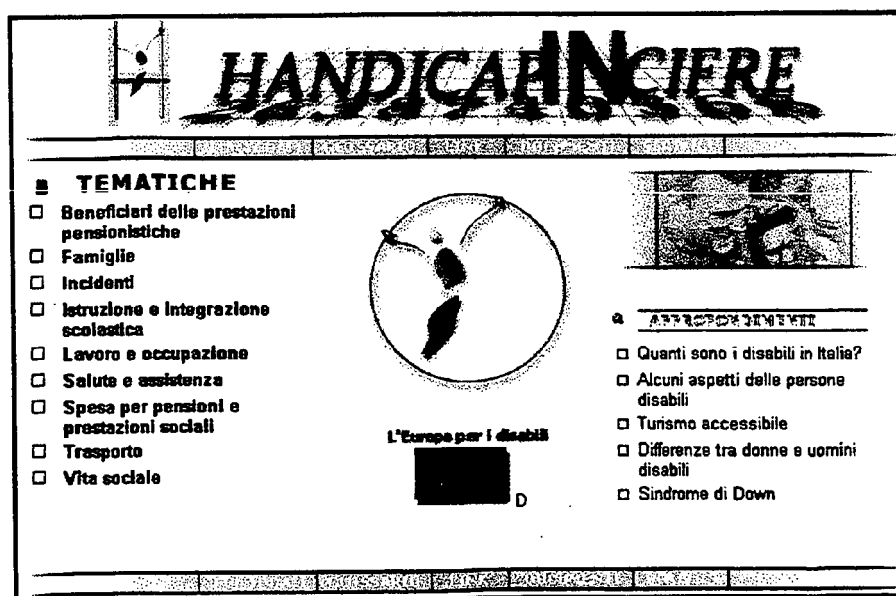 HANDICAPINCIFRE
TEMATICHE
Beneficiari delle prestazioni
pensionistiche
Famiglie
Incidenti
Istruzione e integrazione
scolastica
Lavoro e occupazione
Salute e assistenza
Spesa per pensioni e
prestazioni sociali
Trasporto
Vita sociale
L'Europa per i disabili
D
APPROFONDIMENTI
Quanti sono i disabili in Italia?
Alcuni aspetti delle persone
disabili
Turismo accessibile
Differenze tra donne e uomini
disabili
Sindrome di Down